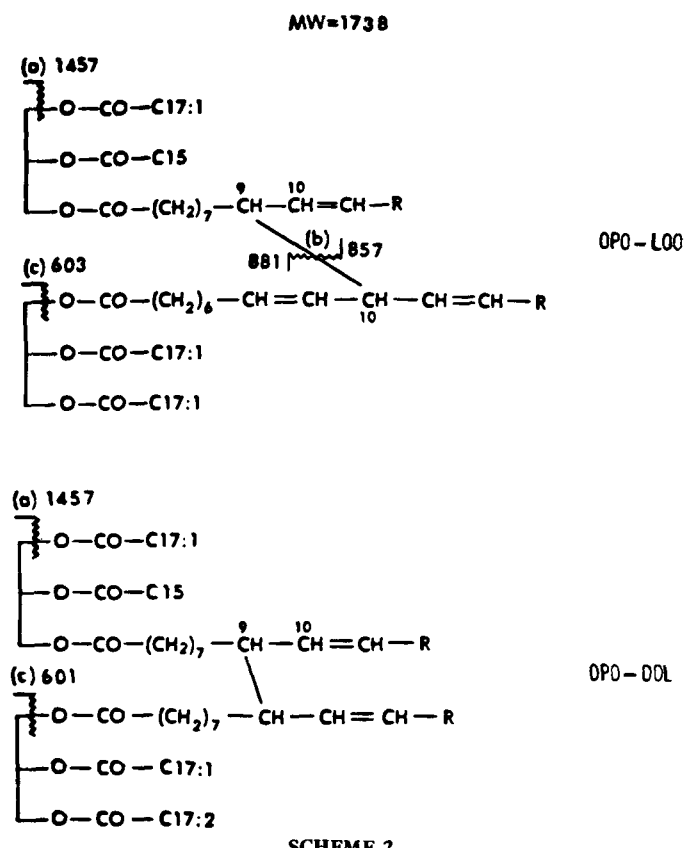 MW=1738
(a) 1457
O—CO—C17:1
O—CO—C15
9 10
O—CO—(CH2)7—CH—CH=CH—R
(b)
881 857
OPO-LOO
(c) 603
O—CO—(CH2)6—CH=CH—CH—CH=CH—R
10
O—CO—C17:1
O—CO—C17:1
(a) 1457
O—CO—C17:1
O—CO—C15
9 10
O—CO—(CH2)7—CH—CH=CH—R
(c) 601
OPO-OOL
O—CO—(CH2)7—CH—CH=CH—R
O—CO—C17:1
O—CO—C17:2
SCHEME 2